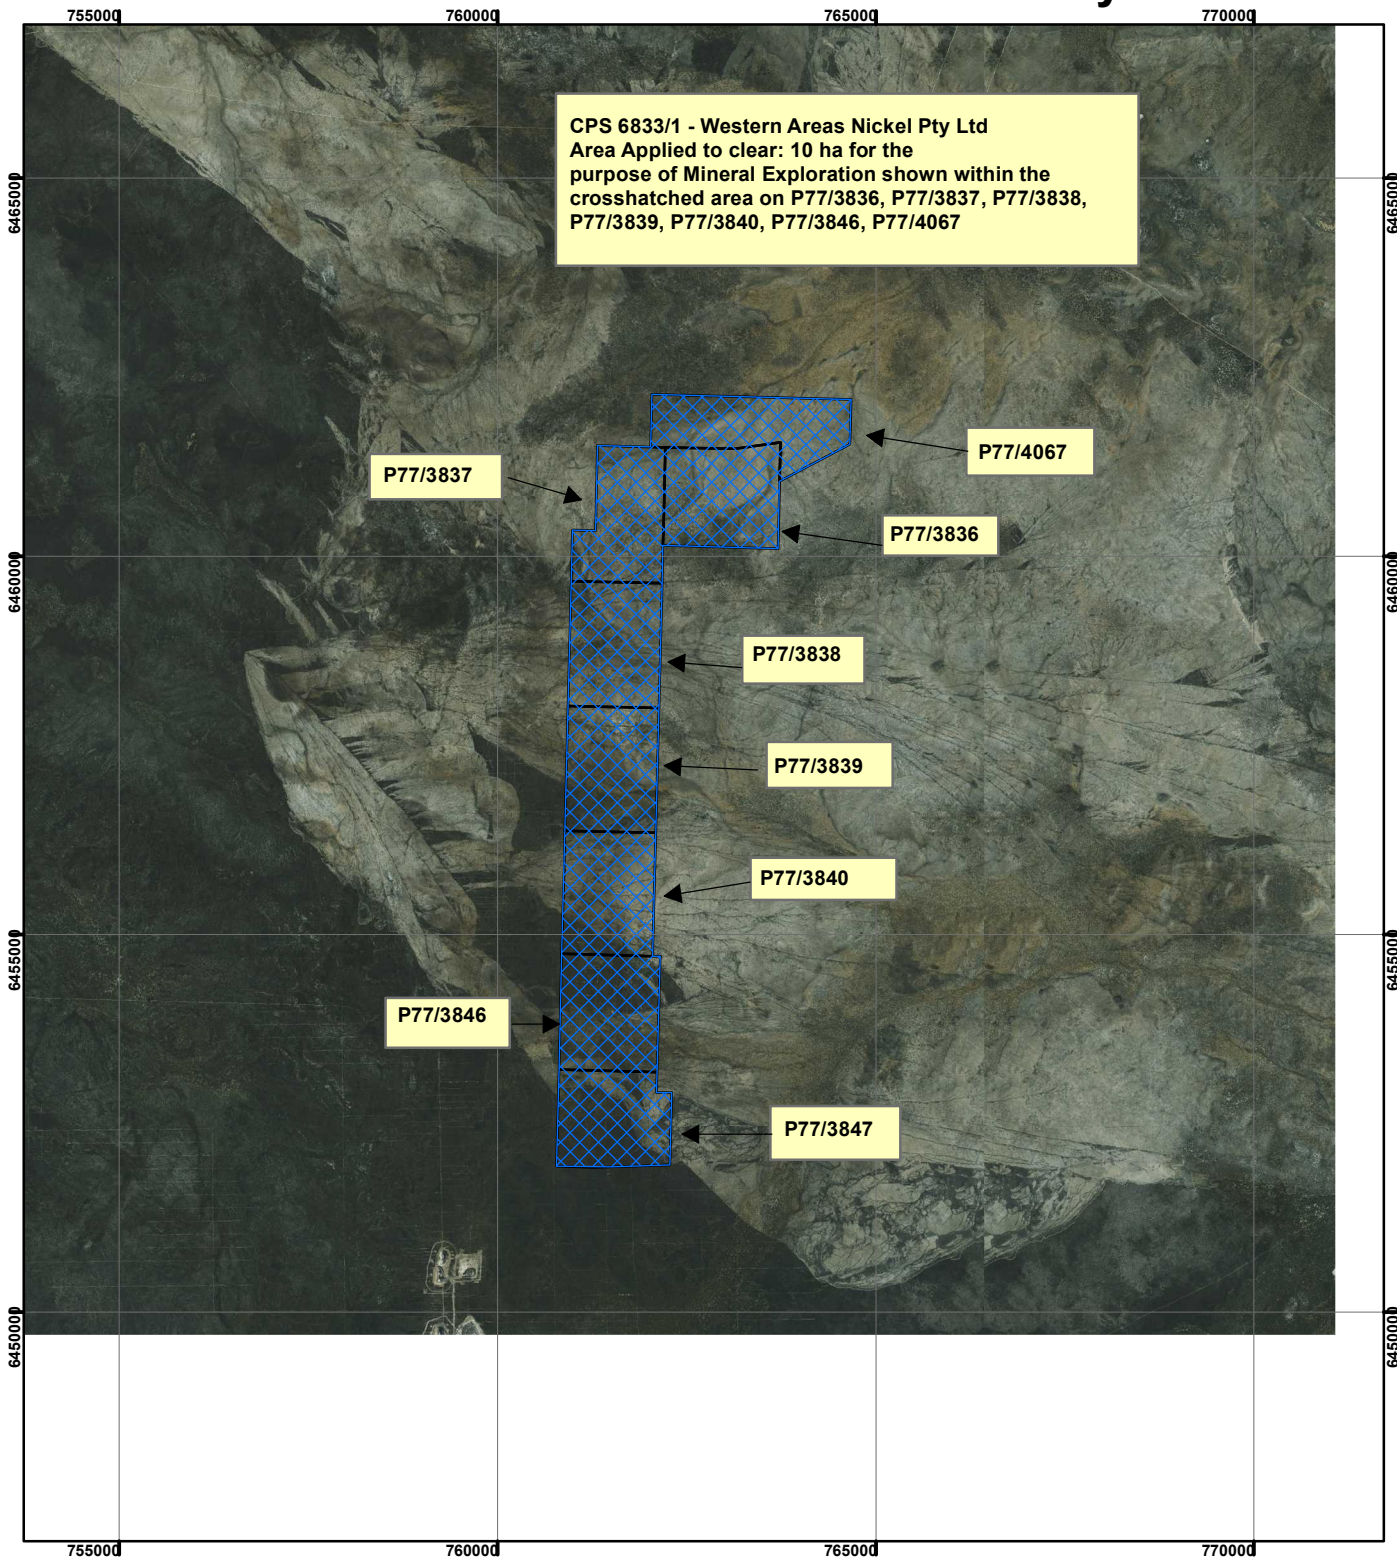 755000 760000 765000 770000
CPS 6833/1 - Western Areas Nickel Pty Ltd
Area Applied to clear: 10 ha for the
purpose of Mineral Exploration shown within the
crosshatched area on P77/3836, P77/3837, P77/3838,
P77/3839, P77/3840, P77/3846, P77/4067
6465000 6465000
P77/4067
P77/3837
P77/3836
6460000 6460000
P77/3838
P77/3839
P77/3840
6455000 6455000
P77/3846
P77/3847
6450000 6450000
755000 760000 765000 770000